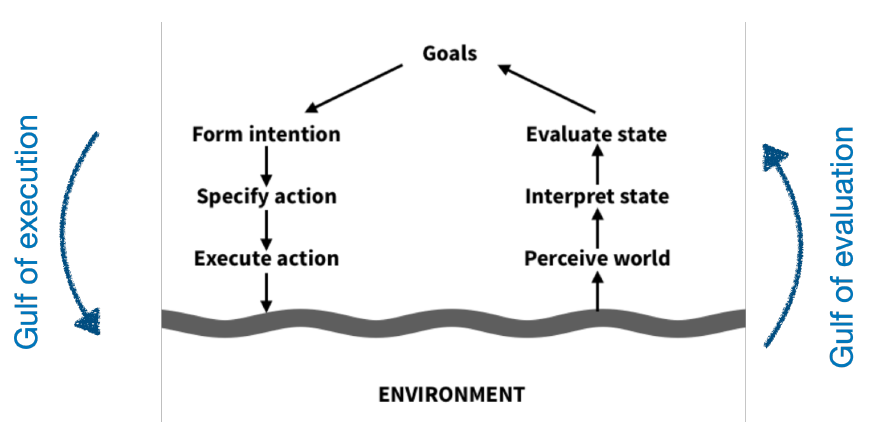 Goals
Form intention
Specify action
Execute action
Evaluate state
Interpret state
Perceive world
ENVIRONMENT
Gulf of execution
Gulf of evaluation